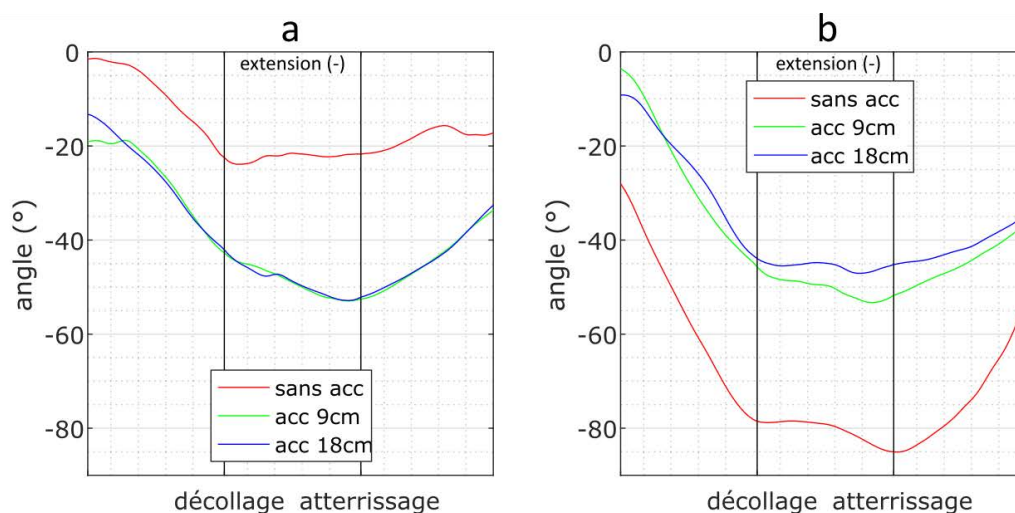 a
0
-20
-40
-60
-80
angle (°)
extension (-)
sans acc
acc 9cm
acc 18cm
décollage atterrissage
b
0
-20
-40
-60
-80
angle (°)
extension (-)
sans acc
acc 9cm
acc 18cm
décollage atterrissage